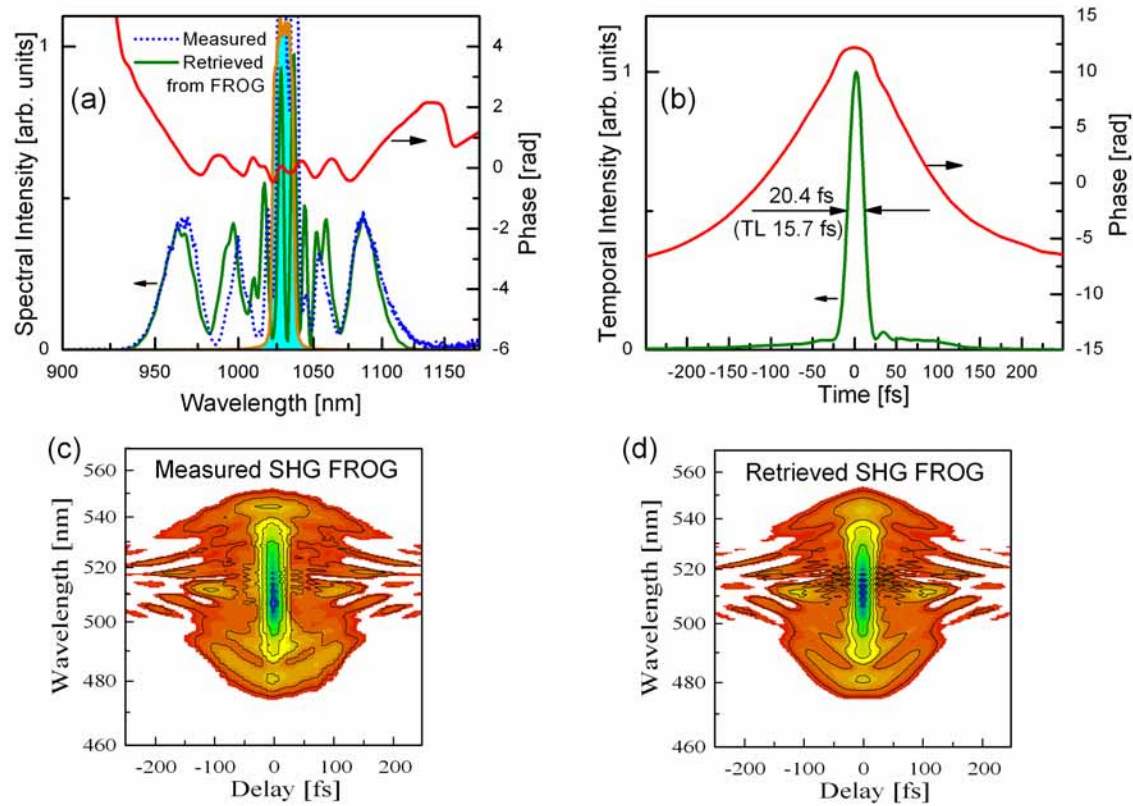 (a)
Measured
Retrieved
from FROG
Spectral Intensity [arb. units]
1
0
4
2
0
-2
-4
-6
Phase [rad]
900
950
1000
1050
1100
1150
Wavelength [nm]
(b)
Temporal Intensity [arb. units]
1
0
20.4 fs
(TL 15.7 fs)
15
10
5
0
-5
-10
-15
Phase [rad]
-200 -150 -100 -50 0 50 100 150 200
Time [fs]
(c)
Measured SHG FROG
Wavelength [nm]
560
540
520
500
480
460
-200 -100 0 100 200
Delay [fs]
(d)
Retrieved SHG FROG
Wavelength [nm]
560
540
520
500
480
460
-200 -100 0 100 200
Delay [fs]